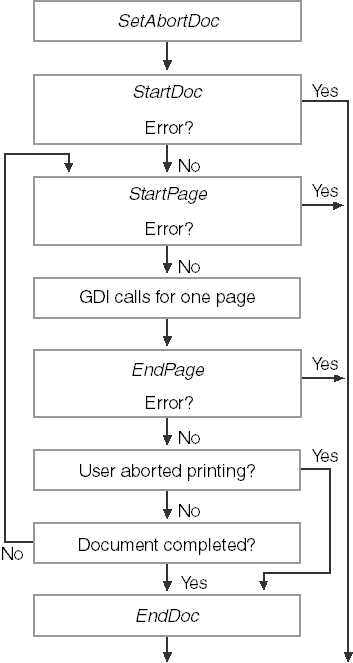 SetAbortDoc
StartDoc
Yes
Error?
No
StartPage
Yes
Error?
No
GDI calls for one page
EndPage
Yes
Error?
No
Yes
User aborted printing?
No
Document completed?
No
Yes
EndDoc